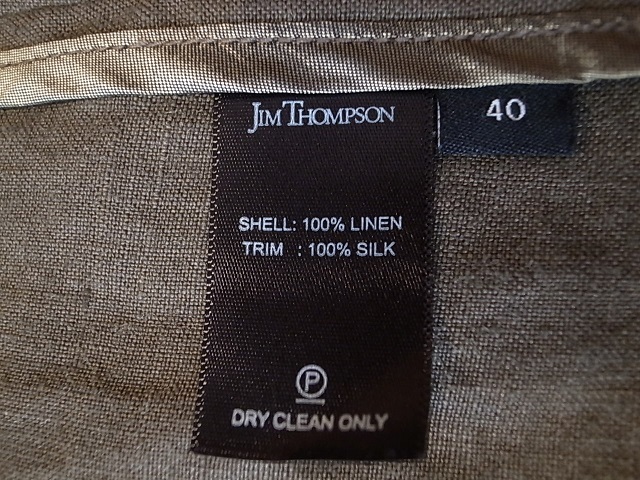 JIM THOMPSON
40
SHELL: 100% LINEN
TRIM : 100% SILK
P
DRY CLEAN ONLY